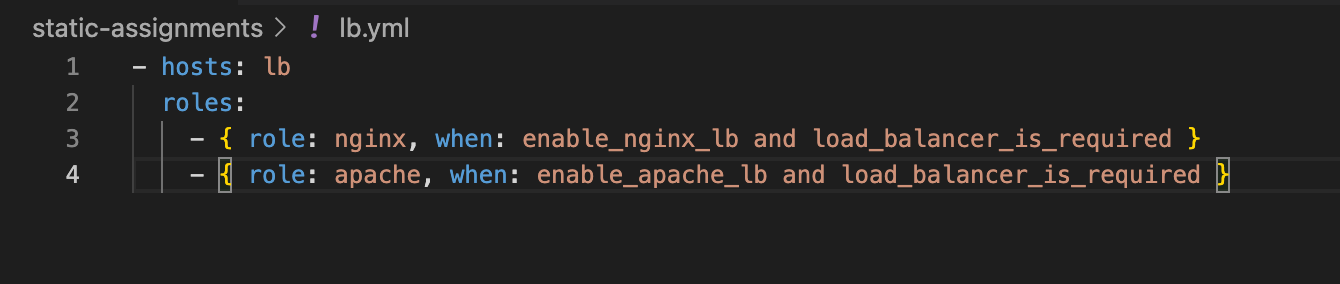 static-assignments > ! lb.yml
1 - hosts: lb
2 roles:
3 - { role: nginx, when: enable_nginx_lb and load_balancer_is_required }
4 - { role: apache, when: enable_apache_lb and load_balancer_is_required }